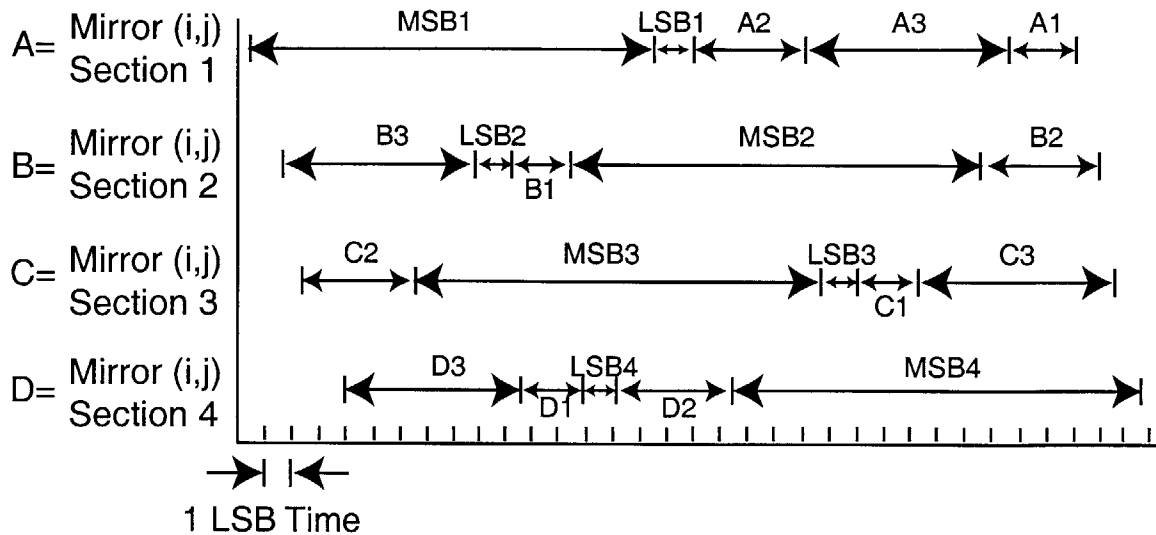 MSB1 LSB1 A2 A3 A1
A= Mirror (i,j)
Section 1
B3 LSB2 B1 MSB2 B2
B= Mirror (i,j)
Section 2
C2 MSB3 LSB3 C1 C3
C= Mirror (i,j)
Section 3
D3 D1 LSB4 D2 MSB4
D= Mirror (i,j)
Section 4
1 LSB Time